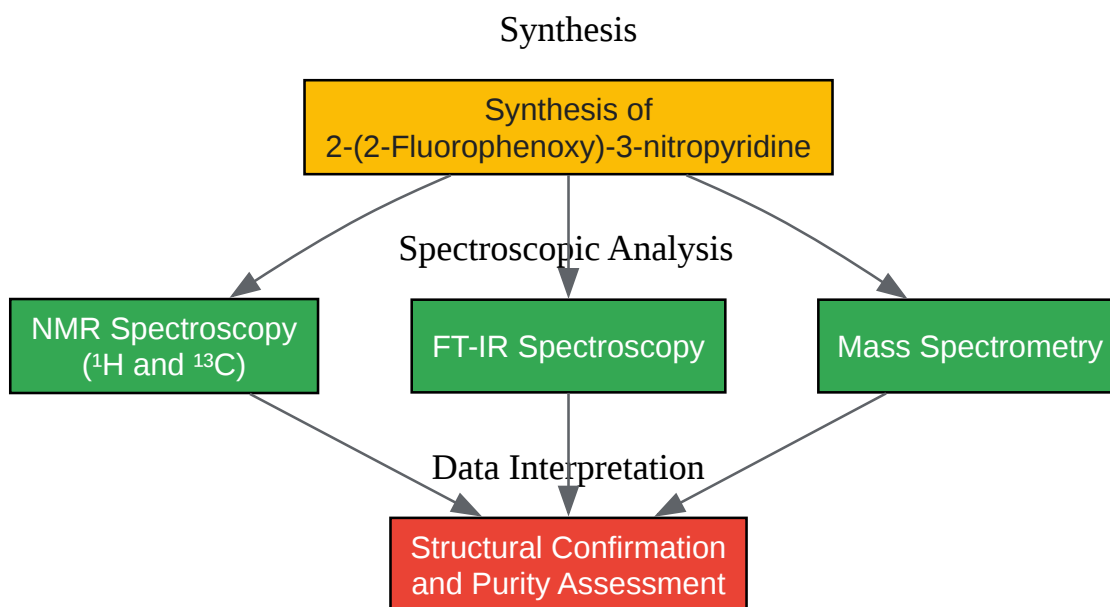 Synthesis
Synthesis of
2-(2-Fluorophenoxy)-3-nitropyridine
Spectroscopic Analysis
NMR Spectroscopy
(¹H and ¹³C)
FT-IR Spectroscopy
Mass Spectrometry
Data Interpretation
Structural Confirmation
and Purity Assessment